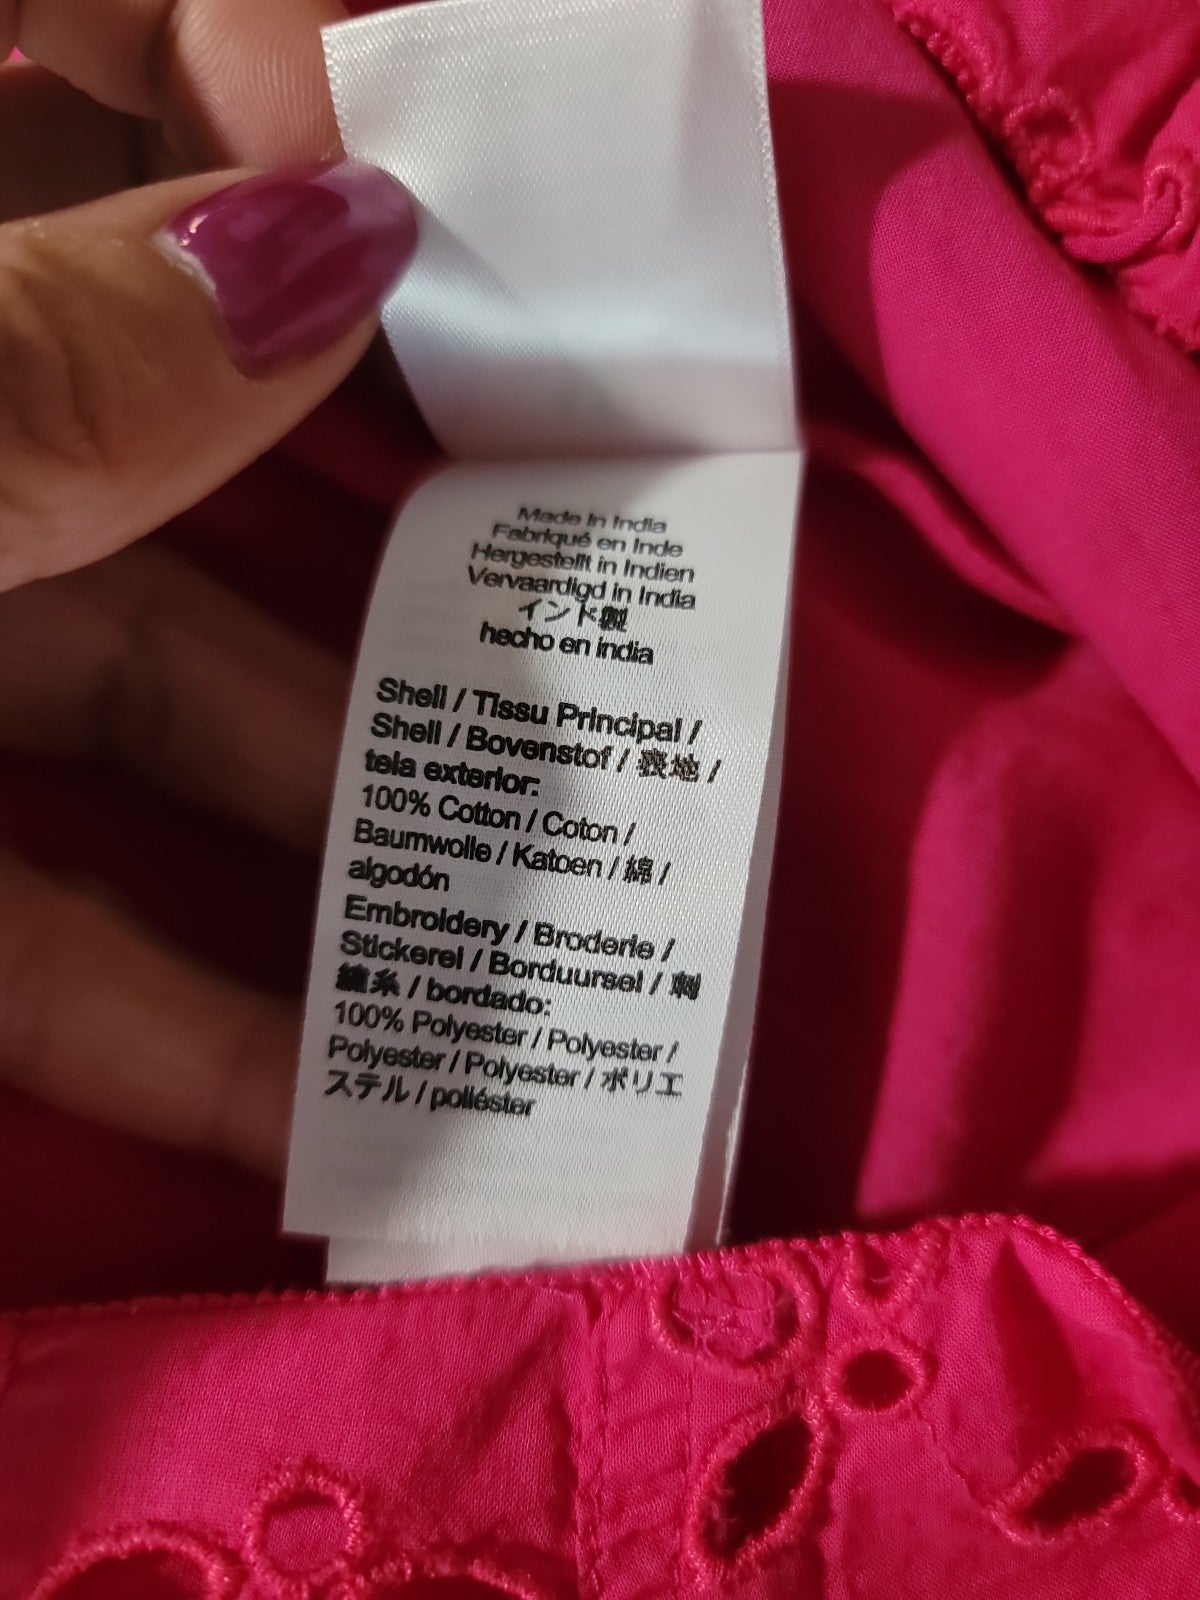 Made in India
Fabriqué en Inde
Hergestellt in Indien
Vervaardigd in India
インド製
hecho en india
Shell / Tissu Principal /
Shell / Bovenstof / 表地 /
tela exterior:
100% Cotton / Coton /
Baumwolle / Katoen / 綿 /
algodón
Embroidery / Broderie /
Stickerei / Borduursel / 刺
繍糸 / bordado:
100% Polyester / Polyester /
Polyester / Polyester / ポリエ
ステル / poliéster